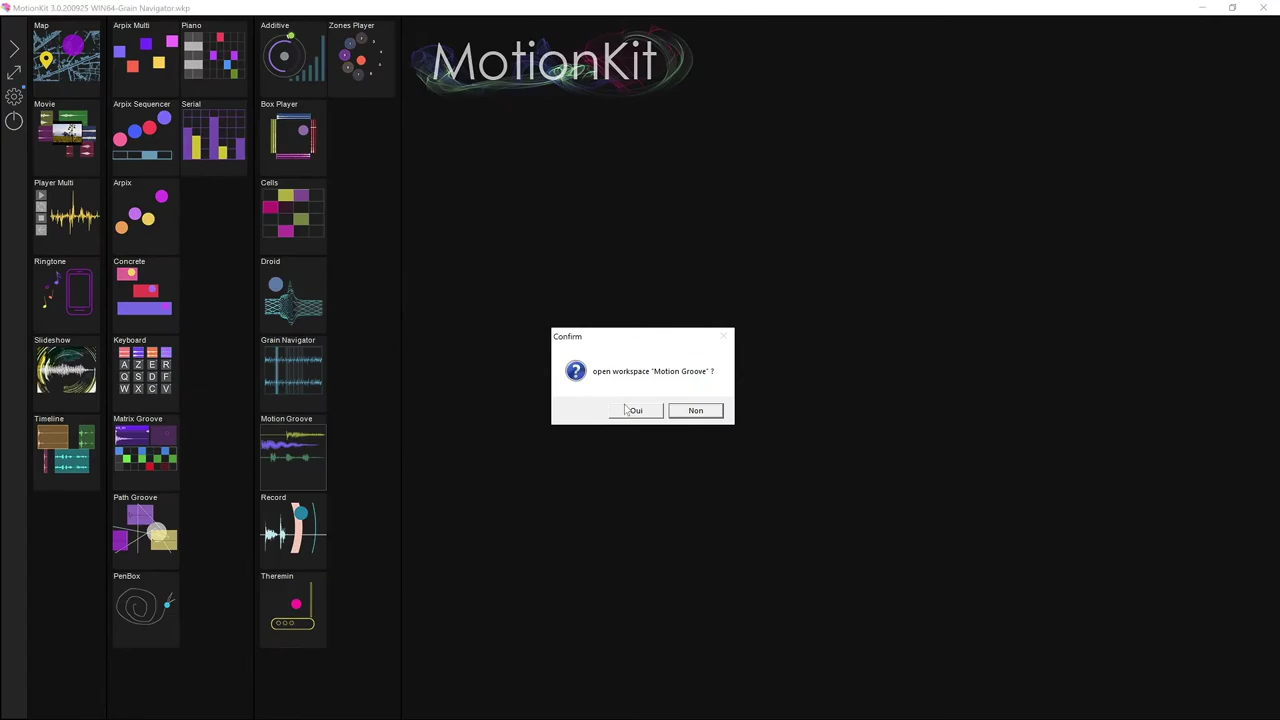 MotionKit 3.0.200925 WIN64-Grain Navigator.wkp
Map
Arpix Multi
Piano
Additive
Zones Player
MotionKit
Movie
Arpix Sequencer
Serial
Box Player
Player Multi
Arpix
Cells
Ringtone
Concrete
Droid
Slideshow
Keyboard
Grain Navigator
A Z E R
Q S D F
W X C V
Timeline
Matrix Groove
Motion Groove
Path Groove
Record
PenBox
Theremin
Confirm
open workspace "Motion Groove" ?
Oui
Non